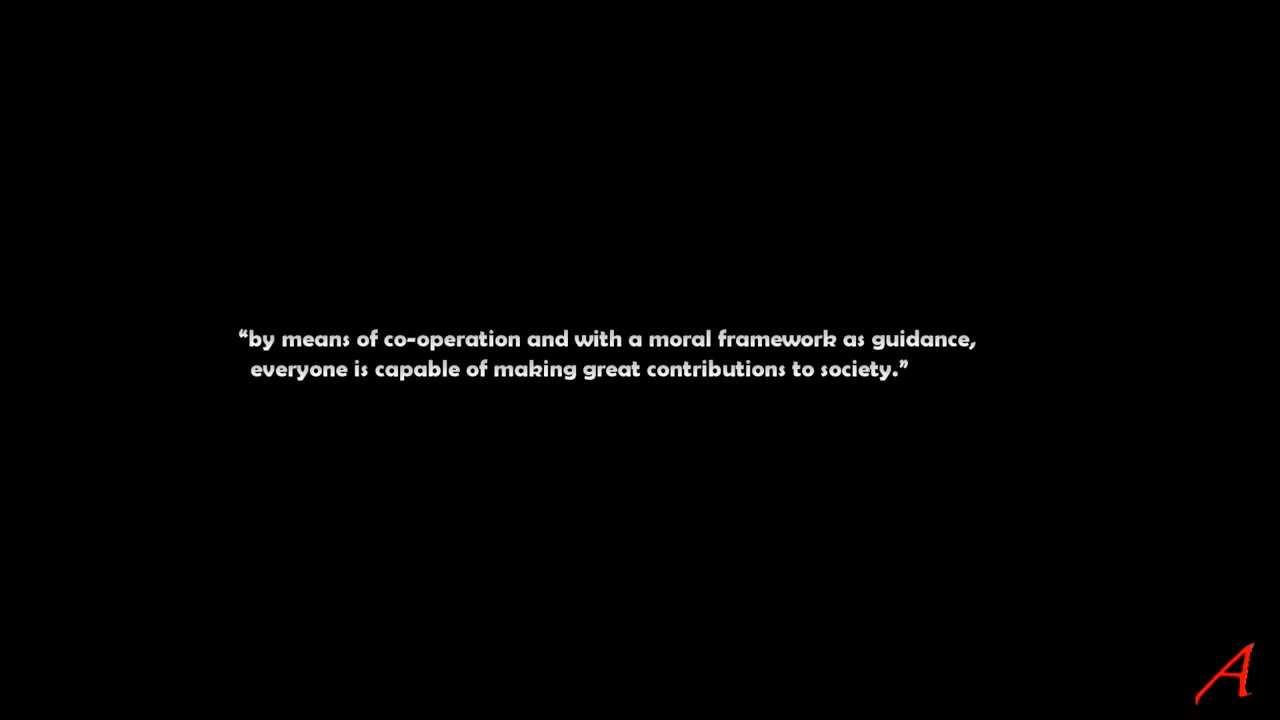 “by means of co-operation and with a moral framework as guidance,
everyone is capable of making great contributions to society.”
A